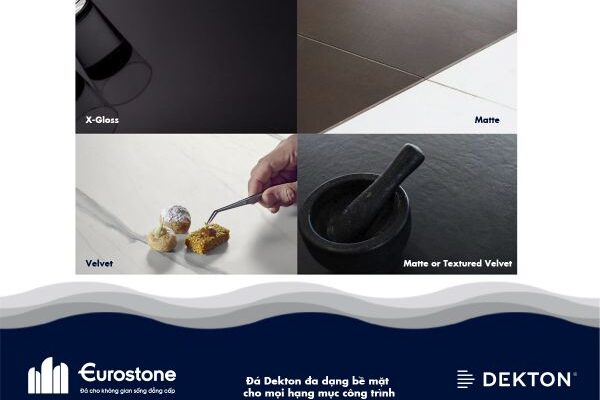 X-Gloss
Matte
Velvet
Matte or Textured Velvet
Eurostone
Đá cho không gian sống đẳng cấp
Đá Dekton đa dạng bề mặt
cho mọi hạng mục công trình
DEKTON®